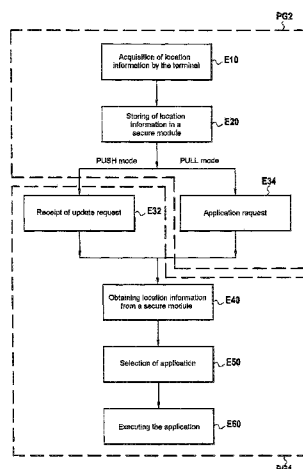 PG2
Acquisition of location
information by the terminal
E10
Storing of location
information in a
secure module
E20
PUSH mode
PULL mode
E34
Receipt of update request
E32
Application request
Obtaining location information
from a secure module
E40
Selection of application
E50
Executing the application
E60
PG1